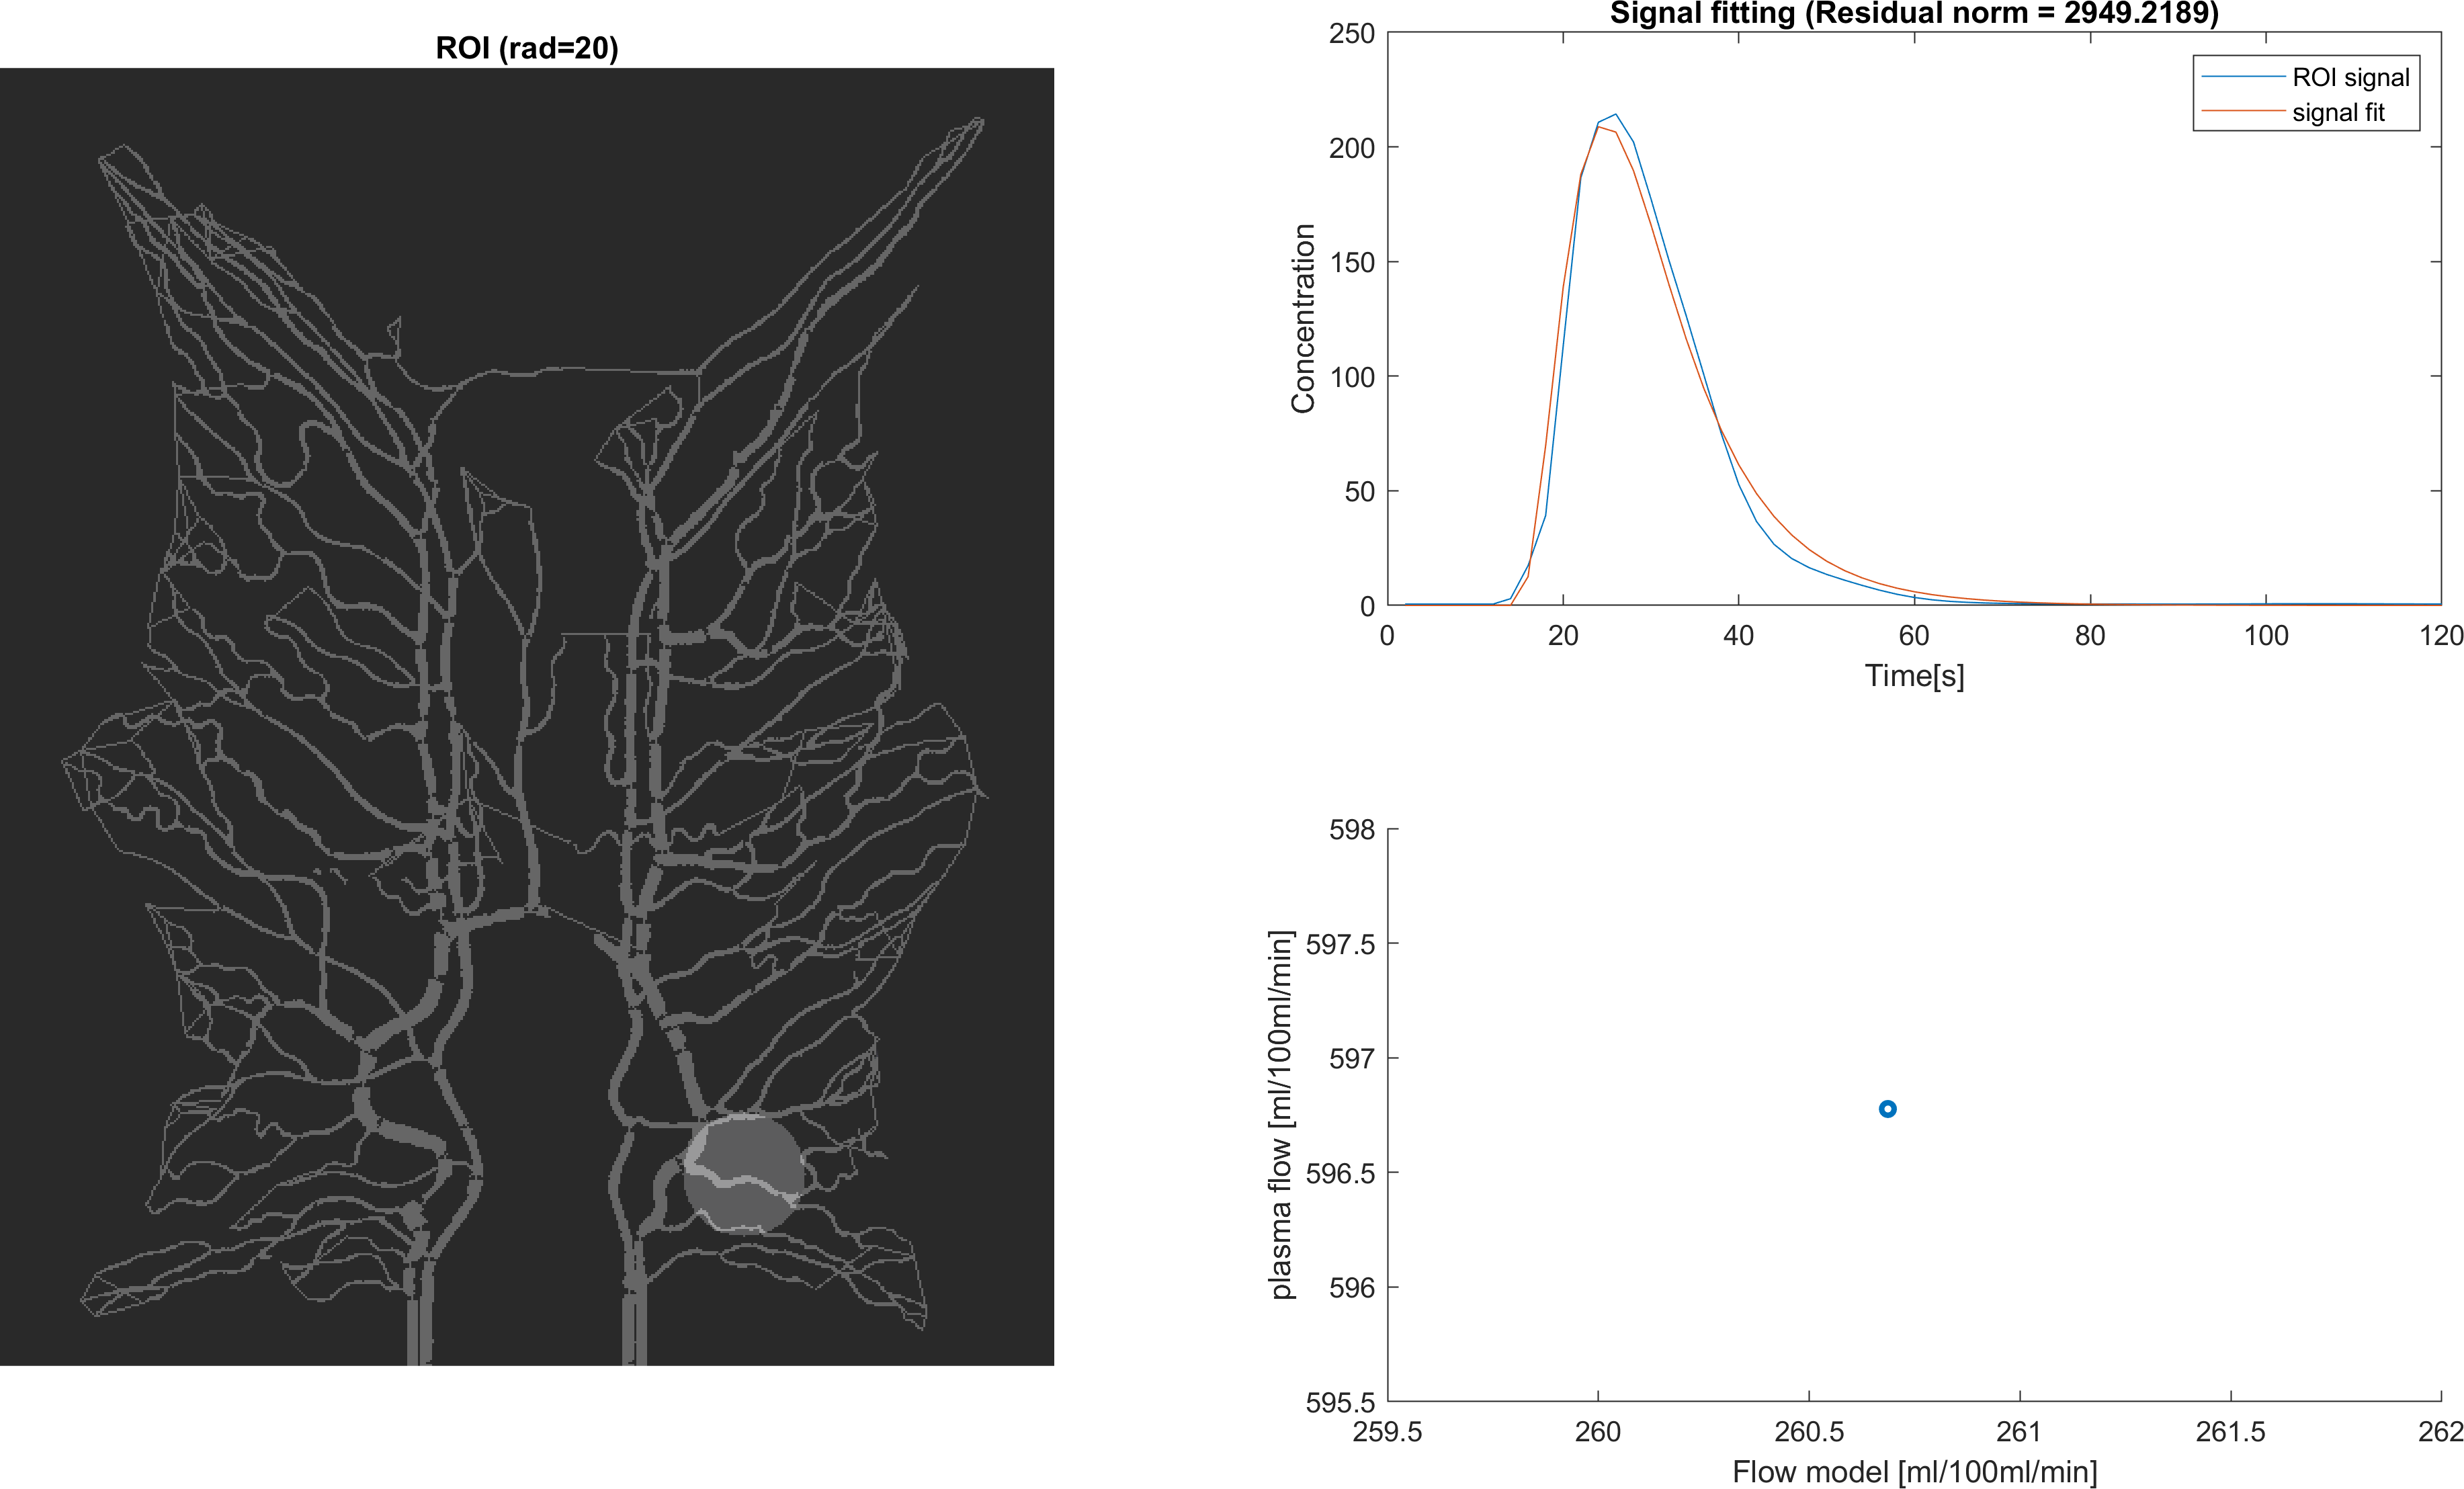 ROI (rad=20)
Signal fitting (Residual norm = 2949.2189)
250
200
150
100
50
0
Concentration
ROI signal
signal fit
0 20 40 60 80 100 120
Time[s]
598
597.5
597
596.5
596
595.5
plasma flow [ml/100ml/min]
259.5 260 260.5 261 261.5 262
Flow model [ml/100ml/min]